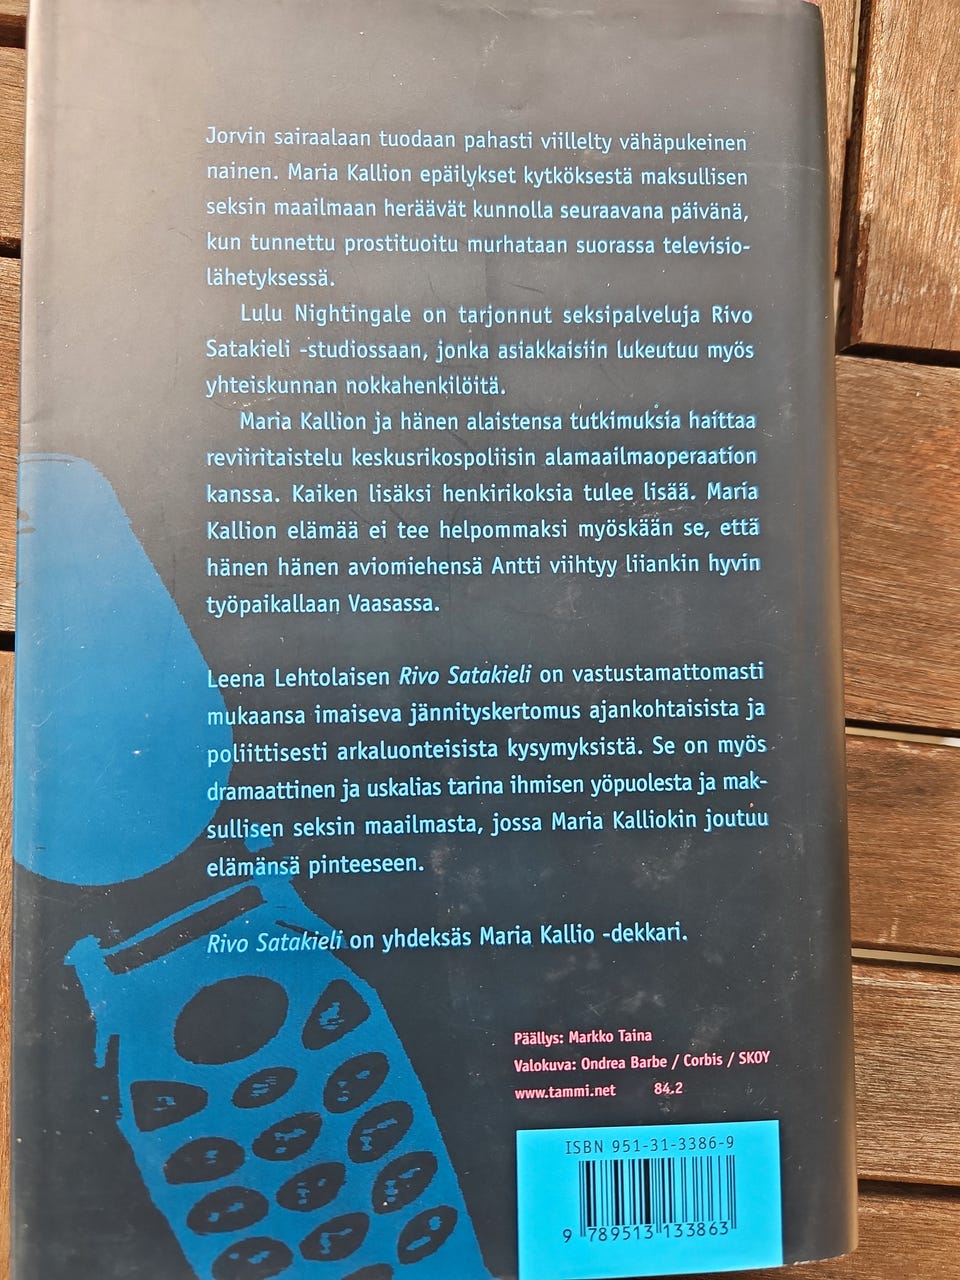 Jorvin sairaalaan tuodaan pahasti viillelty vähäpukeinen
nainen. Maria Kallion epäilykset kytköksestä maksullisen
seksin maailmaan heräävät kunnolla seuraavana päivänä,
kun tunnettu prostituoitu murhataan suorassa televisio-
lähetyksessä.
Lulu Nightingale on tarjonnut seksipalveluja Rivo
Satakieli -studiossaan, jonka asiakkaisiin lukeutuu myös
yhteiskunnan nokkahenkilöitä.
Maria Kallion ja hänen alaistensa tutkimuksia haittaa
reviiritaistelu keskusrikospoliisin alamaailmaoperaation
kanssa. Kaiken lisäksi henkirikoksia tulee lisää. Maria
Kallion elämää ei tee helpommaksi myöskään se, että
hänen hänen aviomiehensä Antti viihtyy liiankin hyvin
työpaikallaan Vaasassa.
Leena Lehtolaisen Rivo Satakieli on vastustamattomasti
mukaansa imaiseva jännityskertomus ajankohtaisista ja
poliittisesti arkaluonteisista kysymyksistä. Se on myös
dramaattinen ja uskalias tarina ihmisen yöpuolesta ja mak-
sullisen seksin maailmasta, jossa Maria Kalliokin joutuu
elämänsä pinteeseen.
Rivo Satakieli on yhdeksäs Maria Kallio -dekkari.
Päällys: Markko Taina
Valokuva: Ondrea Barbe / Corbis / SKOY
www.tammi.net 84.2
ISBN 951-31-3386-9
9 789513 133863